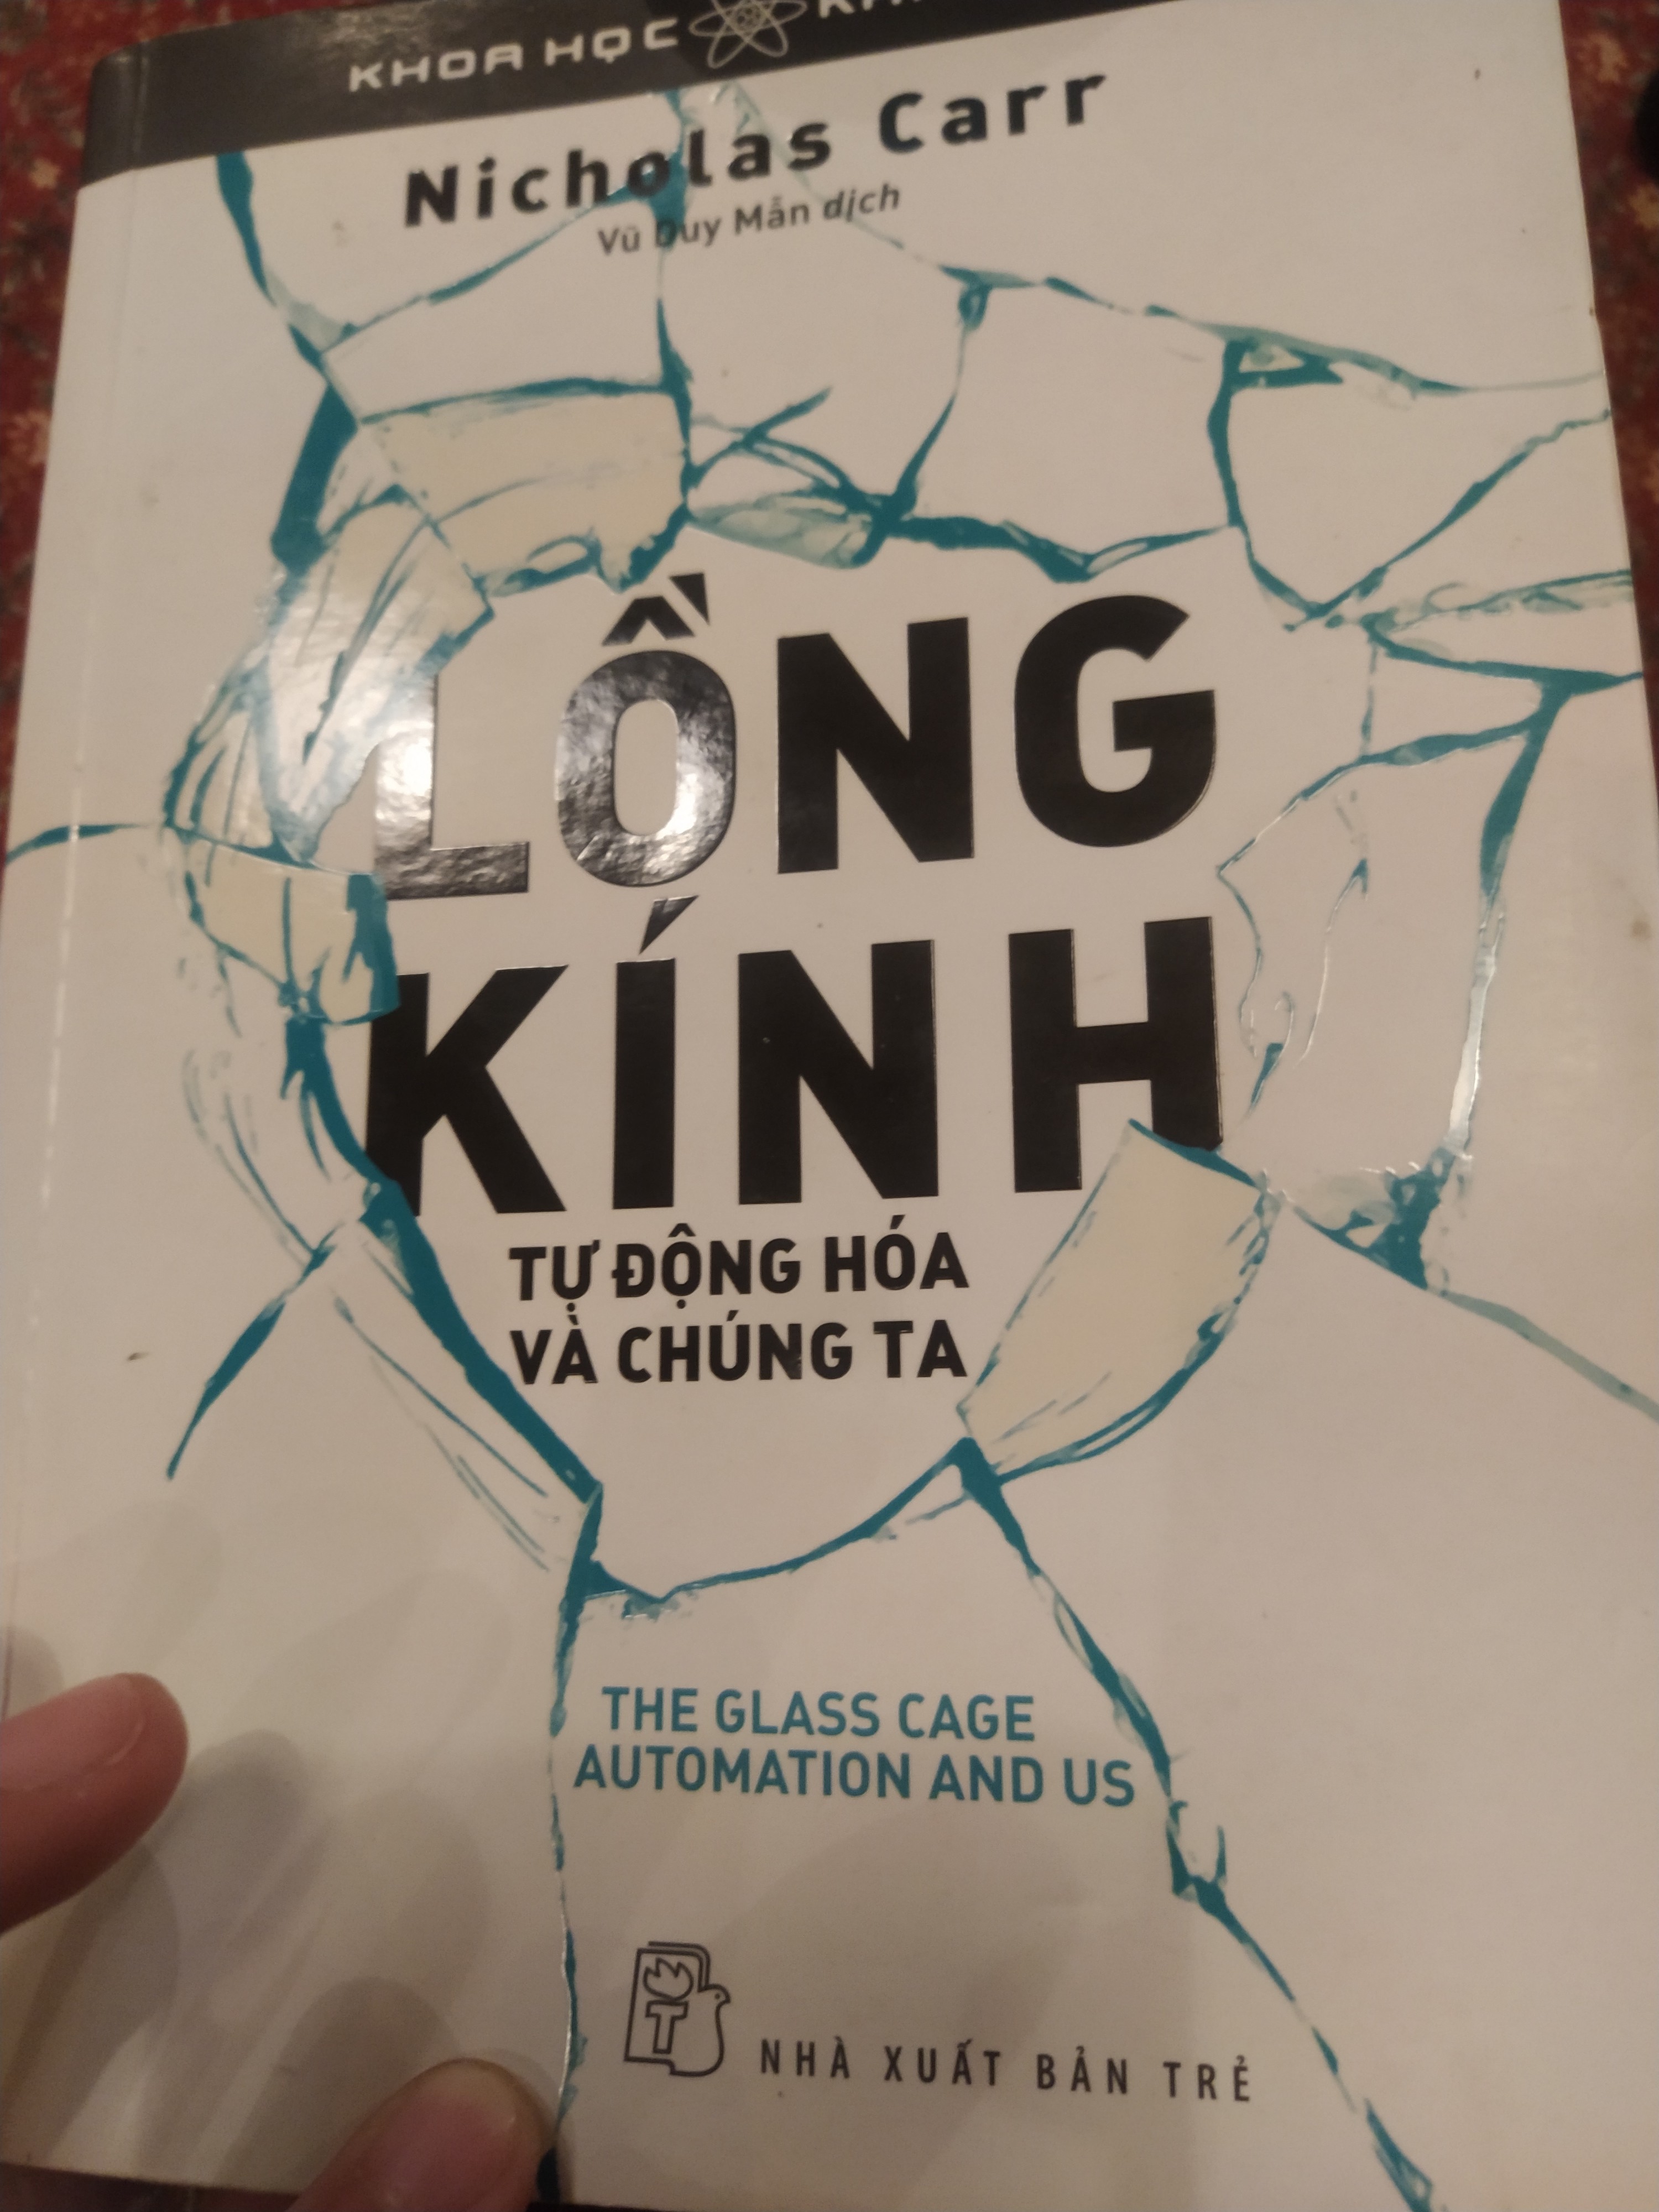 KHOA HỌC
Nicholas Carr
Vũ Duy Mẫn dịch
LỒNG
KÍNH
TỰ ĐỘNG HÓA
VÀ CHÚNG TA
THE GLASS CAGE
AUTOMATION AND US
T
NHÀ XUẤT BẢN TRẺ